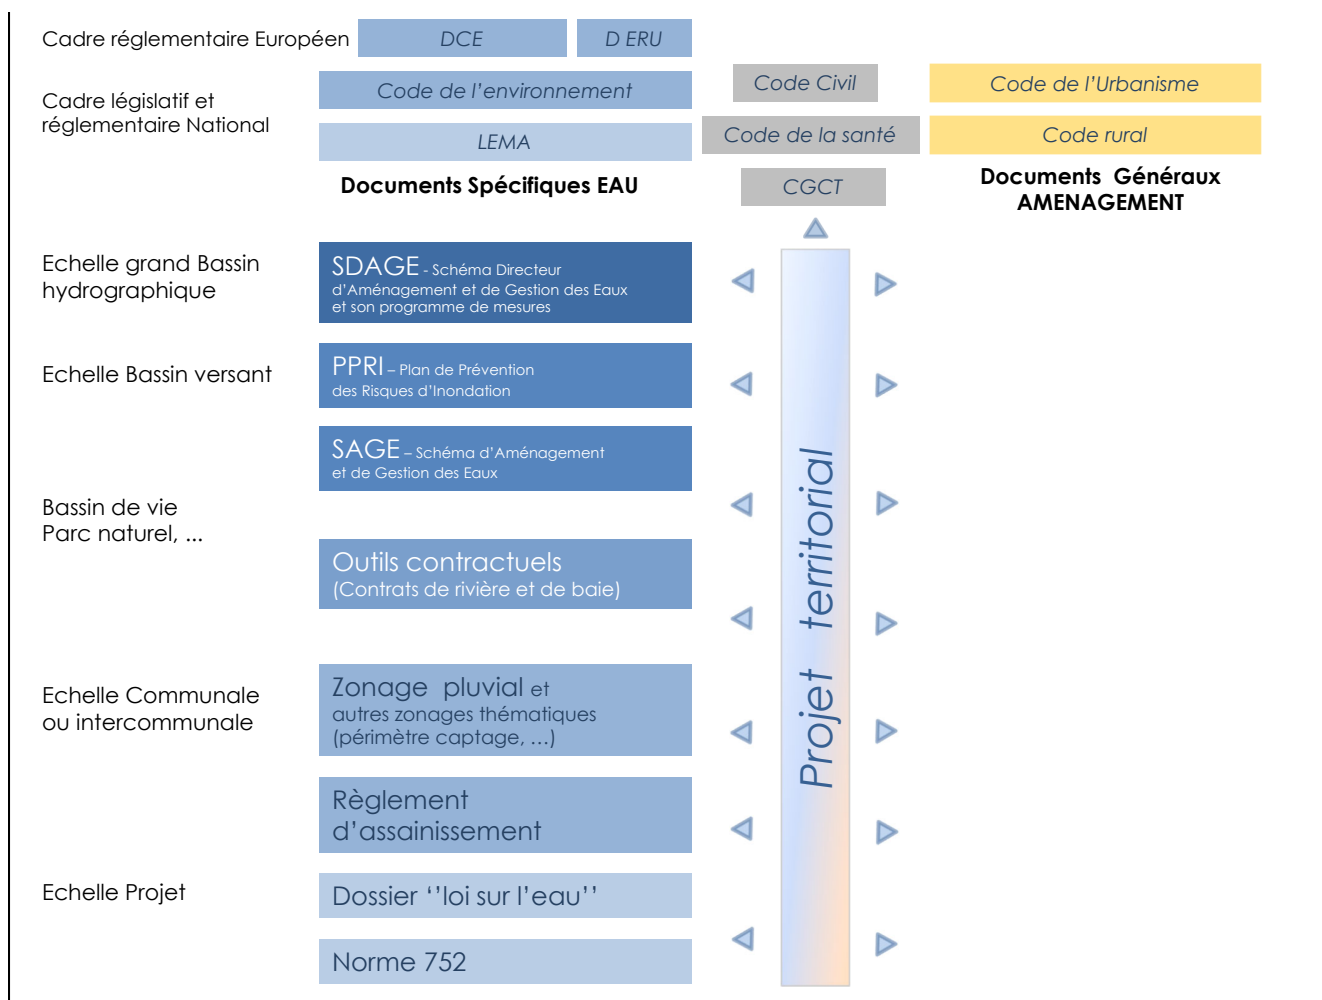 Cadre réglementaire Européen
DCE
D ERU
Cadre législatif et
réglementaire National
Code de l'environnement
Code Civil
Code de l'Urbanisme
LEMA
Code de la santé
Code rural
Documents Spécifiques EAU
CGCT
Documents Généraux
AMENAGEMENT
Echelle grand Bassin
hydrographique
SDAGE - Schéma Directeur
d'Aménagement et de Gestion des Eaux
et son programme de mesures
Echelle Bassin versant
PPRI – Plan de Prévention
des Risques d'Inondation
SAGE – Schéma d'Aménagement
et de Gestion des Eaux
Bassin de vie
Parc naturel, ...
Outils contractuels
(Contrats de rivière et de baie)
Projet territorial
Echelle Communale
ou intercommunale
Zonage pluvial et
autres zonages thématiques
(périmètre captage, ...)
Règlement
d'assainissement
Echelle Projet
Dossier ‘‘loi sur l'eau’’
Norme 752